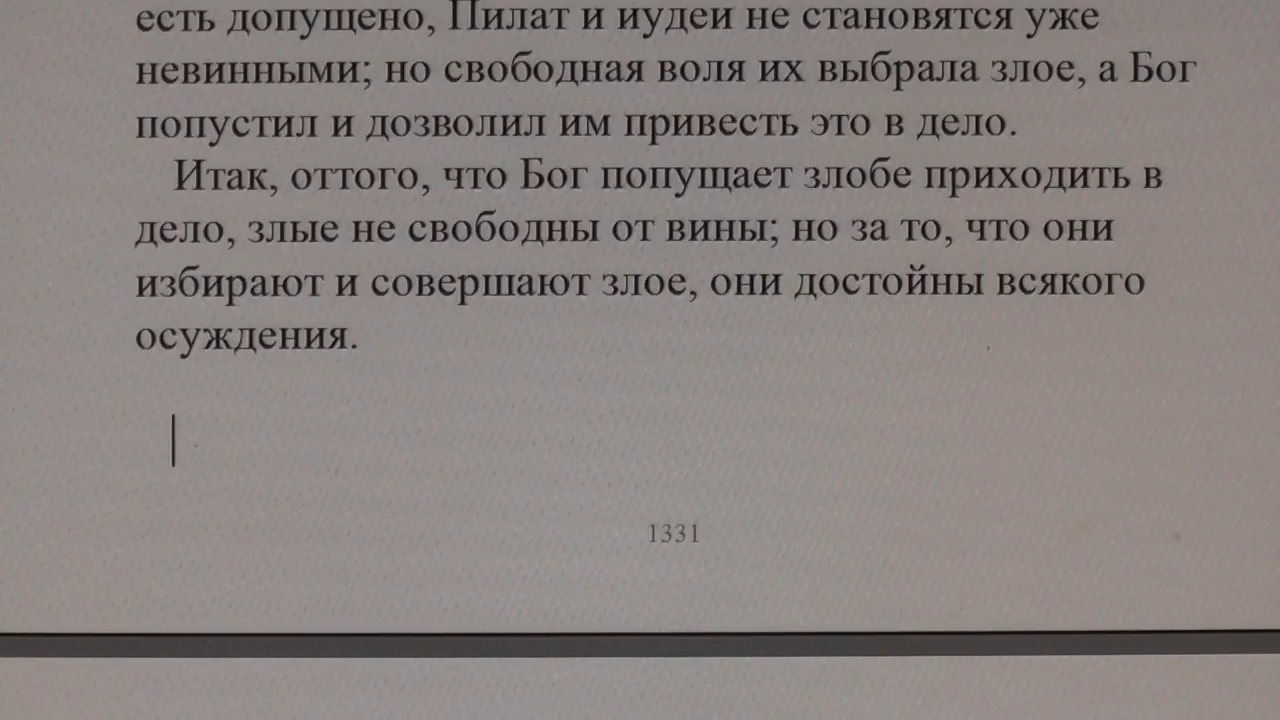 есть допущено, Пилат и иудеи не становятся уже
невинными; но свободная воля их выбрала злое, а Бог
попустил и дозволил им привесть это в дело.
Итак, оттого, что Бог попущает злобе приходить в
дело, злые не свободны от вины; но за то, что они
избирают и совершают злое, они достойны всякого
осуждения.
1331